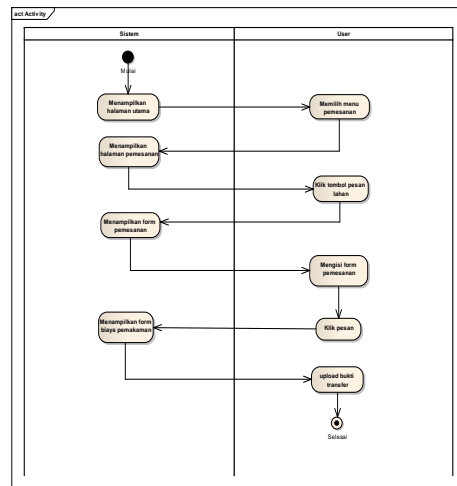 act Activity
Sistem
User
Mulai
Menampilkan
halaman utama
Memilih menu
pemesanan
Menampilkan
halaman pemesanan
Klik tombol pesan
lahan
Menampilkan form
pemesanan
Mengisi form
pemesanan
Klik pesan
Menampilkan form
biaya pemakaman
upload bukti
transfer
Selesai